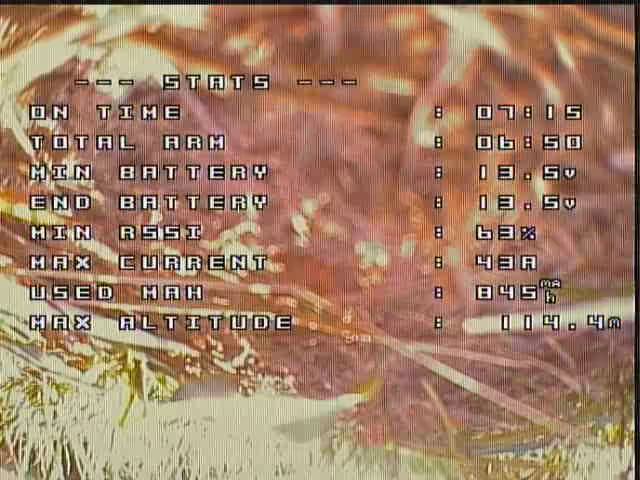 --- STATS ---
ON TIME : 07:15
TOTAL ARM : 06:50
MIN BATTERY : 13.5v
END BATTERY : 13.5v
MIN RSSI : 63%
MAX CURRENT : 43A
USED MAH : 845mAh
MAX ALTITUDE : 114.4m